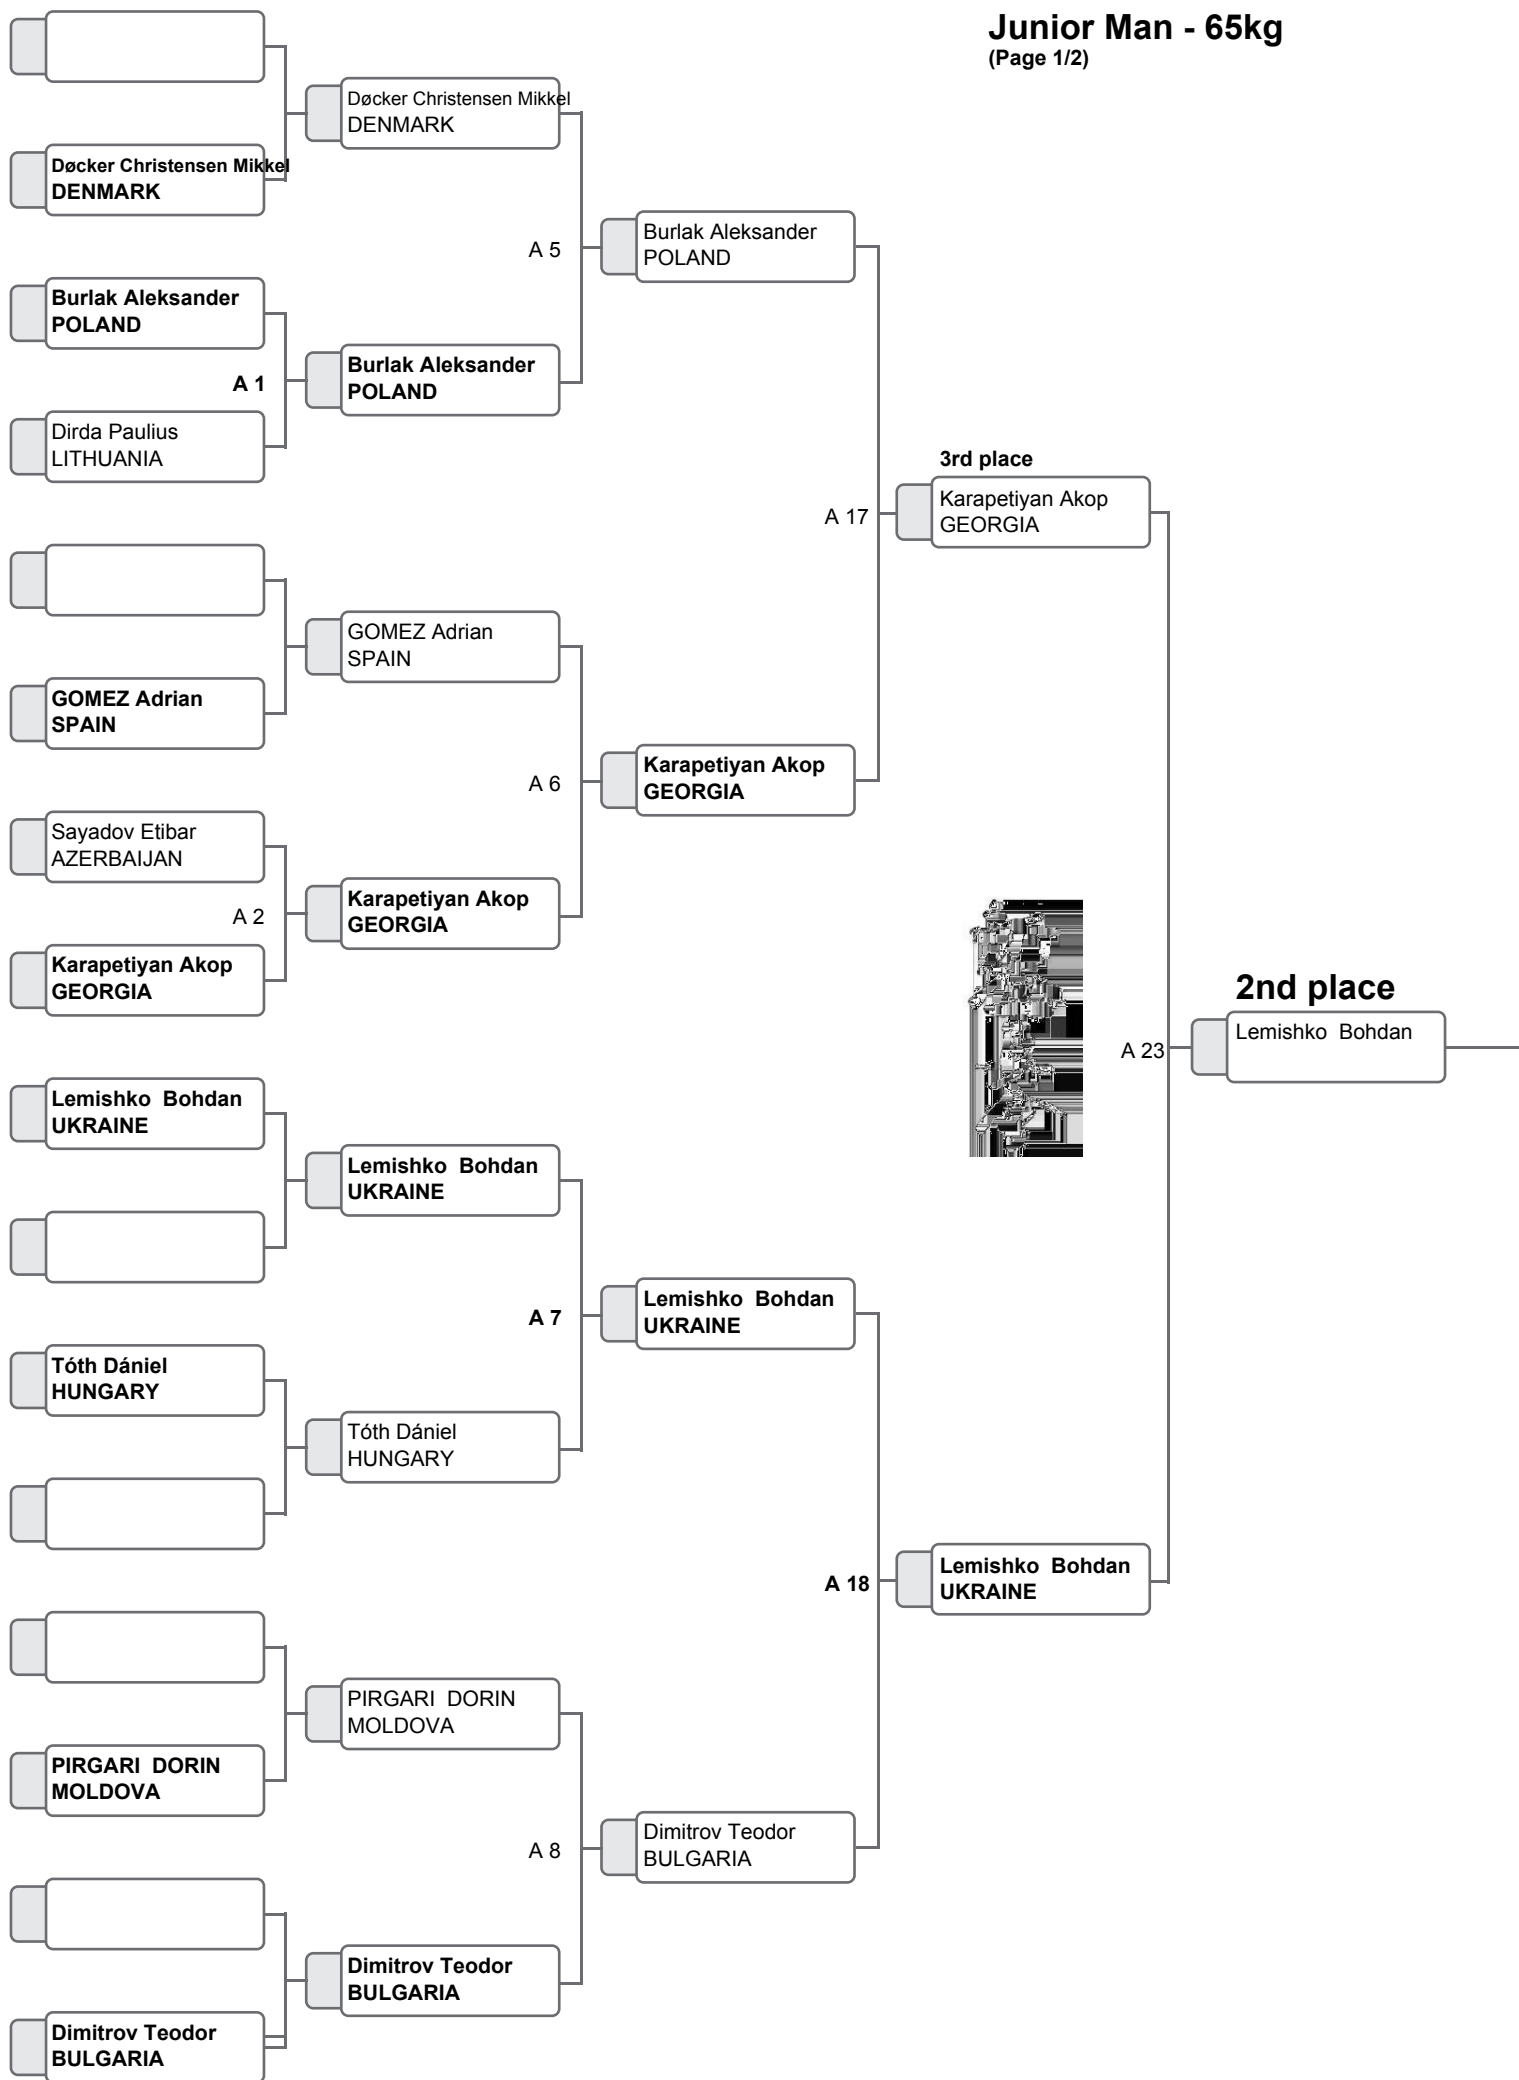 Junior Man - 65kg
(Page 1/2)
Døcker Christensen Mikkel
DENMARK
Burlak Aleksander
POLAND
A 1
Dirda Paulius
LITHUANIA
GOMEZ Adrian
SPAIN
Sayadov Etibar
AZERBAIJAN
A 2
Karapetiyan Akop
GEORGIA
Lemishko Bohdan
UKRAINE
Tóth Dániel
HUNGARY
PIRGARI DORIN
MOLDOVA
Dimitrov Teodor
BULGARIA
Døcker Christensen Mikkel
DENMARK
A 5
Burlak Aleksander
POLAND
GOMEZ Adrian
SPAIN
A 6
Karapetiyan Akop
GEORGIA
Lemishko Bohdan
UKRAINE
A 7
Tóth Dániel
HUNGARY
PIRGARI DORIN
MOLDOVA
A 8
Dimitrov Teodor
BULGARIA
Burlak Aleksander
POLAND
A 17
Karapetiyan Akop
GEORGIA
Lemishko Bohdan
UKRAINE
A 18
Dimitrov Teodor
BULGARIA
3rd place
Karapetiyan Akop
GEORGIA
A 23
Lemishko Bohdan
UKRAINE
2nd place
Lemishko Bohdan